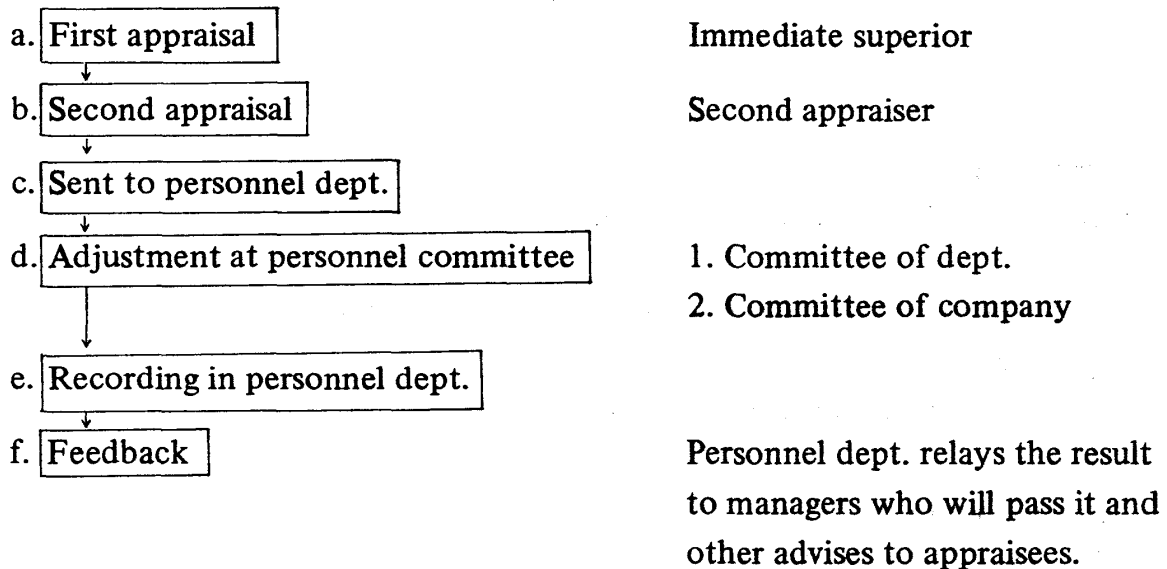 a. First appraisal Immediate superior
b. Second appraisal Second appraiser
c. Sent to personnel dept.
d. Adjustment at personnel committee 1. Committee of dept.
2. Committee of company
e. Recording in personnel dept.
f. Feedback Personnel dept. relays the result
to managers who will pass it and
other advises to appraisees.